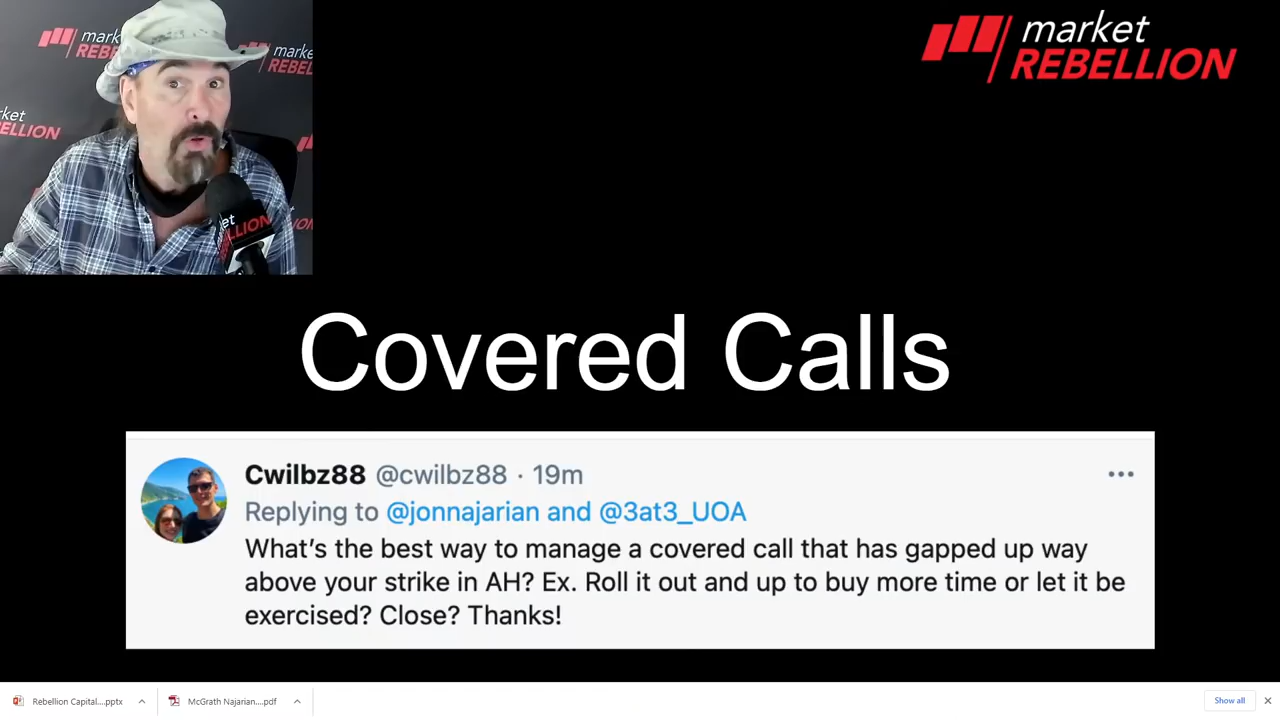 market
REBELLION
market
REBELLION
Covered Calls
Cwilbz88 @cwilbz88 · 19m
Replying to @jonnajarian and @3at3_UOA
What’s the best way to manage a covered call that has gapped up way
above your strike in AH? Ex. Roll it out and up to buy more time or let it be
exercised? Close? Thanks!
Rebellion Capital....pptx
McGrath Najarian....pdf
Show all